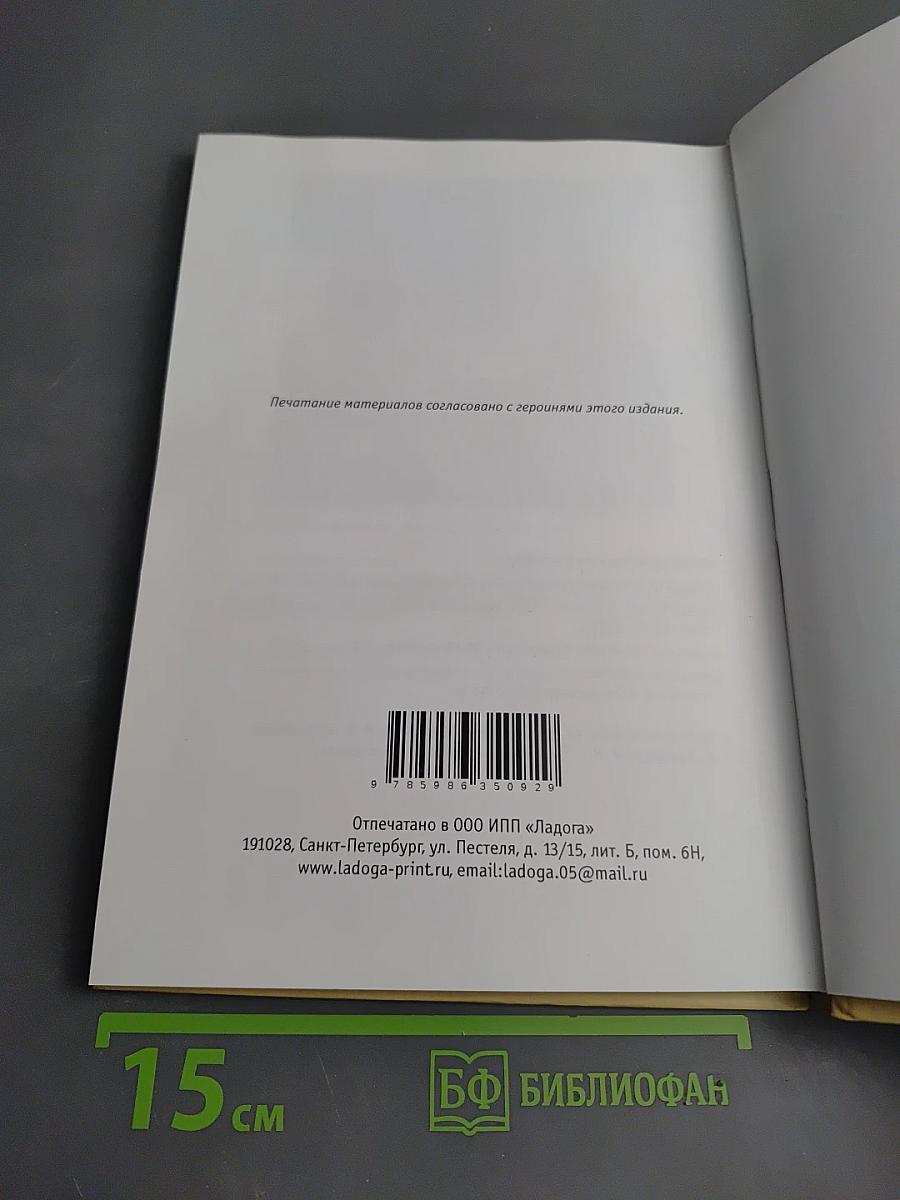 Печатание материалов согласовано с героинями этого издания.
9 785986 350929
Отпечатано в ООО ИПП «Ладога»
191028, Санкт-Петербург, ул. Пестеля, д. 13/15, лит. Б, пом. 6Н,
www.ladoga-print.ru, email:ladoga.05@mail.ru
15 см
БФ БИБЛИОФАН